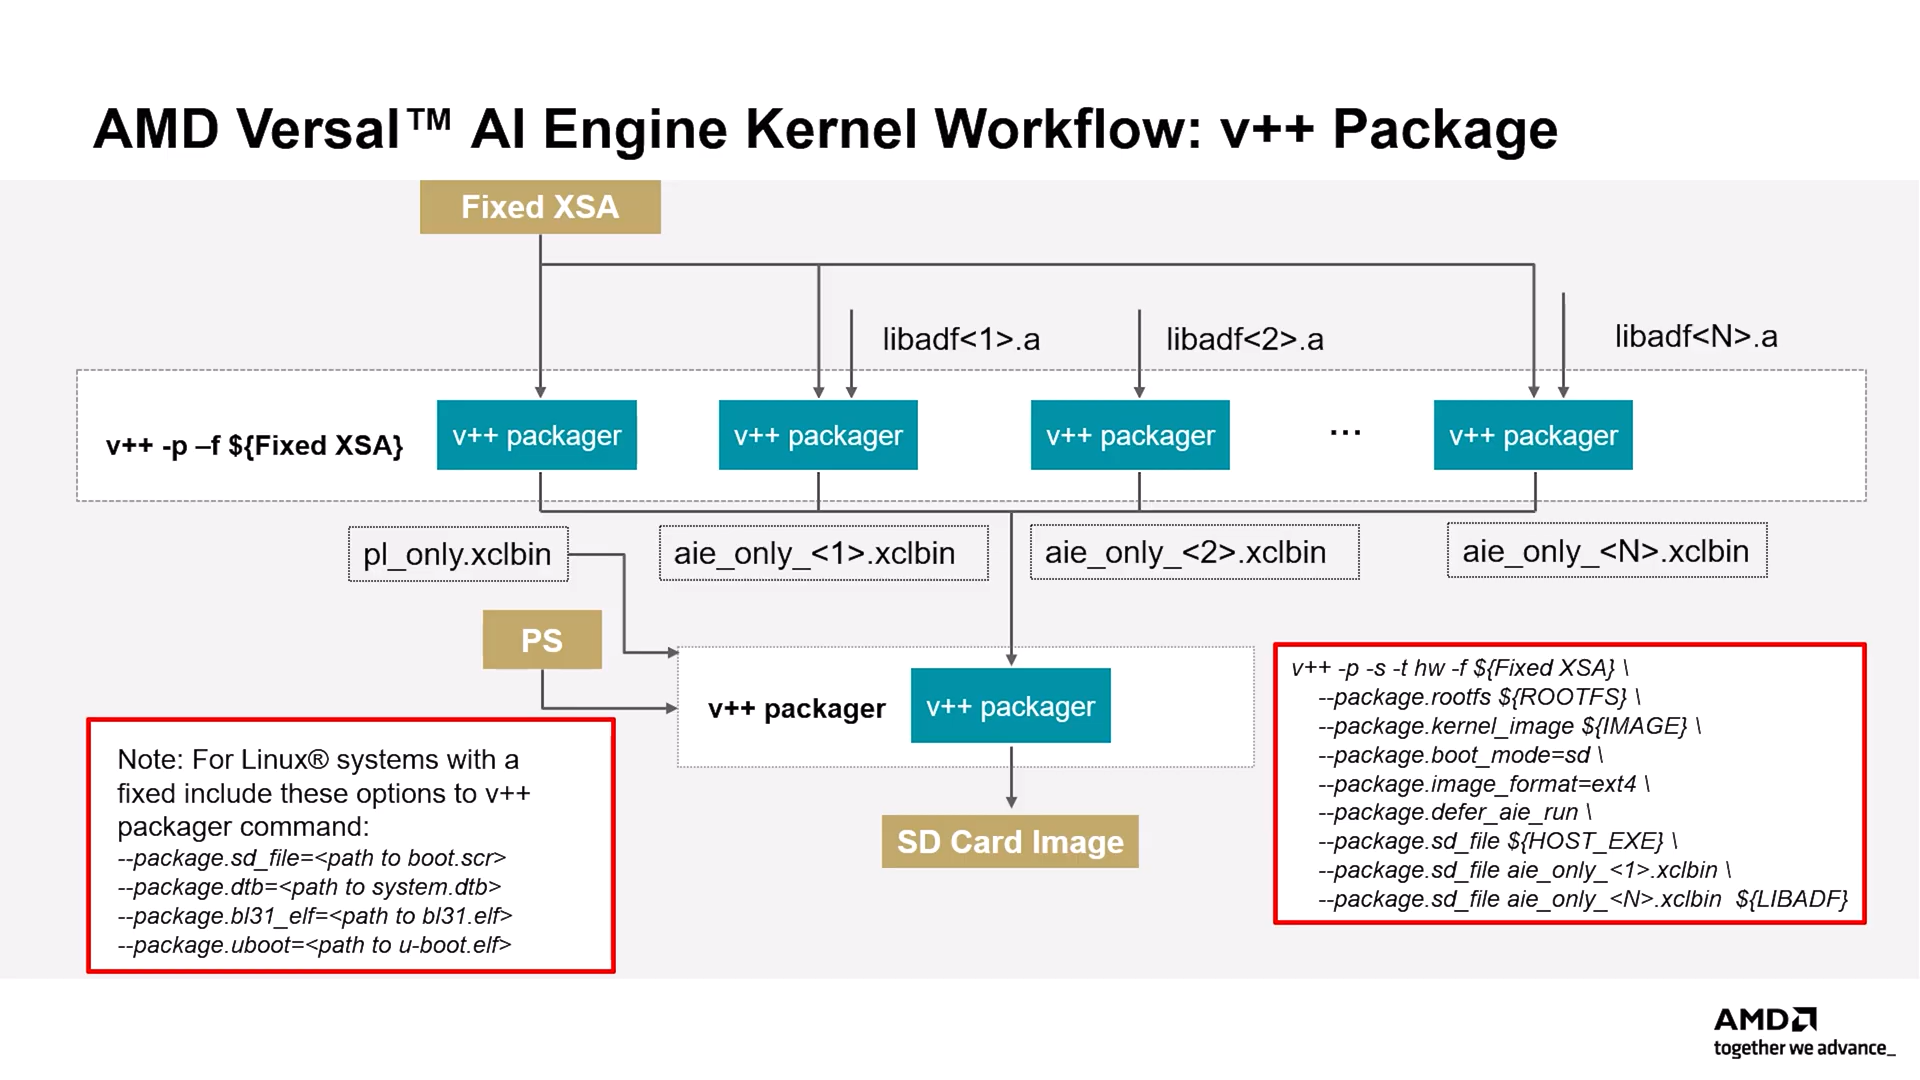 AMD Versal™ AI Engine Kernel Workflow: v++ Package
Fixed XSA
libadf<1>.a
libadf<2>.a
libadf<N>.a
v++ -p –f ${Fixed XSA}
v++ packager
v++ packager
v++ packager
...
v++ packager
pl_only.xclbin
aie_only_<1>.xclbin
aie_only_<2>.xclbin
aie_only_<N>.xclbin
PS
v++ packager
v++ packager
SD Card Image
Note: For Linux® systems with a
fixed include these options to v++
packager command:
--package.sd_file=<path to boot.scr>
--package.dtb=<path to system.dtb>
--package.bl31_elf=<path to bl31.elf>
--package.uboot=<path to u-boot.elf>
v++ -p -s -t hw -f ${Fixed XSA} \
--package.rootfs ${ROOTFS} \
--package.kernel_image ${IMAGE} \
--package.boot_mode=sd \
--package.image_format=ext4 \
--package.defer_aie_run \
--package.sd_file ${HOST_EXE} \
--package.sd_file aie_only_<1>.xclbin \
--package.sd_file aie_only_<N>.xclbin ${LIBADF}
AMD
together we advance_